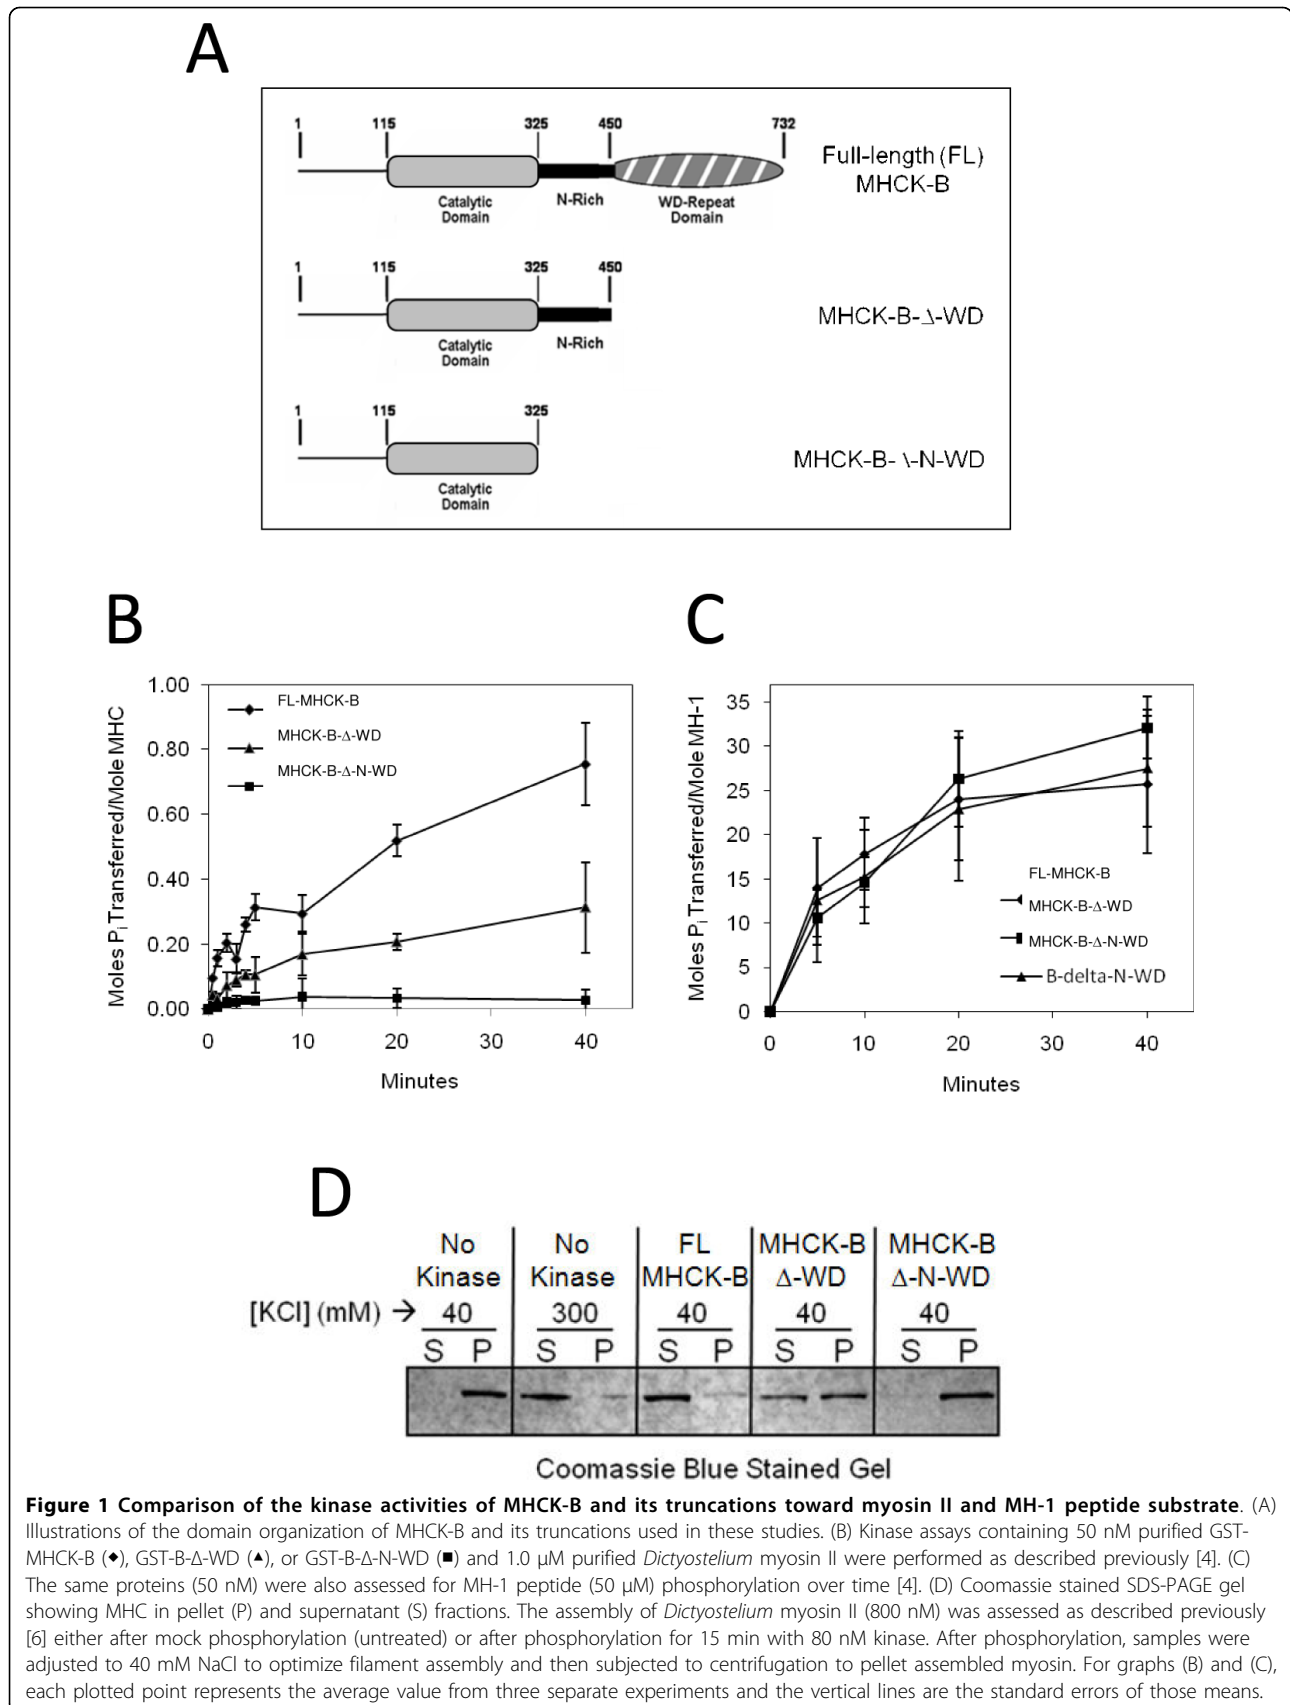 A
1 115 325 450 732
Full-length (FL)
MHCK-B
Catalytic
Domain
N-Rich
WD-Repeat
Domain
1 115 325 450
MHCK-B-Δ-WD
Catalytic
Domain
N-Rich
1 115 325
MHCK-B- \-N-WD
Catalytic
Domain
B
Moles Pi Transferred/Mole MHC
1.00
0.80
0.60
0.40
0.20
0.00
FL-MHCK-B
MHCK-B-Δ-WD
MHCK-B-Δ-N-WD
0 10 20 30 40
Minutes
C
Moles Pi Transferred/Mole MH-1
35
30
25
20
15
10
5
0
FL-MHCK-B
MHCK-B-Δ-WD
MHCK-B-Δ-N-WD
B-delta-N-WD
0 10 20 30 40
Minutes
D
No No FL MHCK-B MHCK-B
Kinase Kinase MHCK-B Δ-WD Δ-N-WD
[KCl] (mM) → 40 300 40 40 40
S P S P S P S P S P
Coomassie Blue Stained Gel
Figure 1 Comparison of the kinase activities of MHCK-B and its truncations toward myosin II and MH-1 peptide substrate. (A)
Illustrations of the domain organization of MHCK-B and its truncations used in these studies. (B) Kinase assays containing 50 nM purified GST-
MHCK-B (◆), GST-B-Δ-WD (▲), or GST-B-Δ-N-WD (■) and 1.0 μM purified Dictyostelium myosin II were performed as described previously [4]. (C)
The same proteins (50 nM) were also assessed for MH-1 peptide (50 μM) phosphorylation over time [4]. (D) Coomassie stained SDS-PAGE gel
showing MHC in pellet (P) and supernatant (S) fractions. The assembly of Dictyostelium myosin II (800 nM) was assessed as described previously
[6] either after mock phosphorylation (untreated) or after phosphorylation for 15 min with 80 nM kinase. After phosphorylation, samples were
adjusted to 40 mM NaCl to optimize filament assembly and then subjected to centrifugation to pellet assembled myosin. For graphs (B) and (C),
each plotted point represents the average value from three separate experiments and the vertical lines are the standard errors of those means.